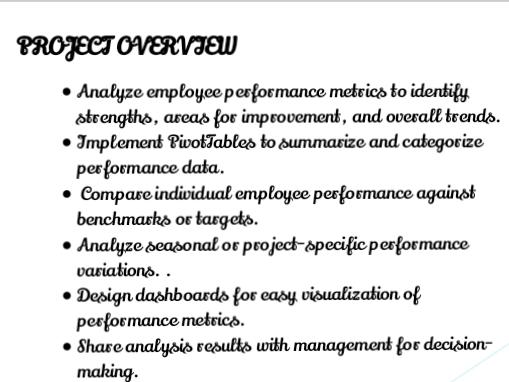 PROJECT OVERVIEW
• Analyze employee performance metrics to identify
strengths, areas for improvement, and overall trends.
• Implement PivotTables to summarize and categorize
performance data.
• Compare individual employee performance against
benchmarks or targets.
• Analyze seasonal or project-specific performance
variations. .
• Design dashboards for easy visualization of
performance metrics.
• Share analysis results with management for decision-
making.